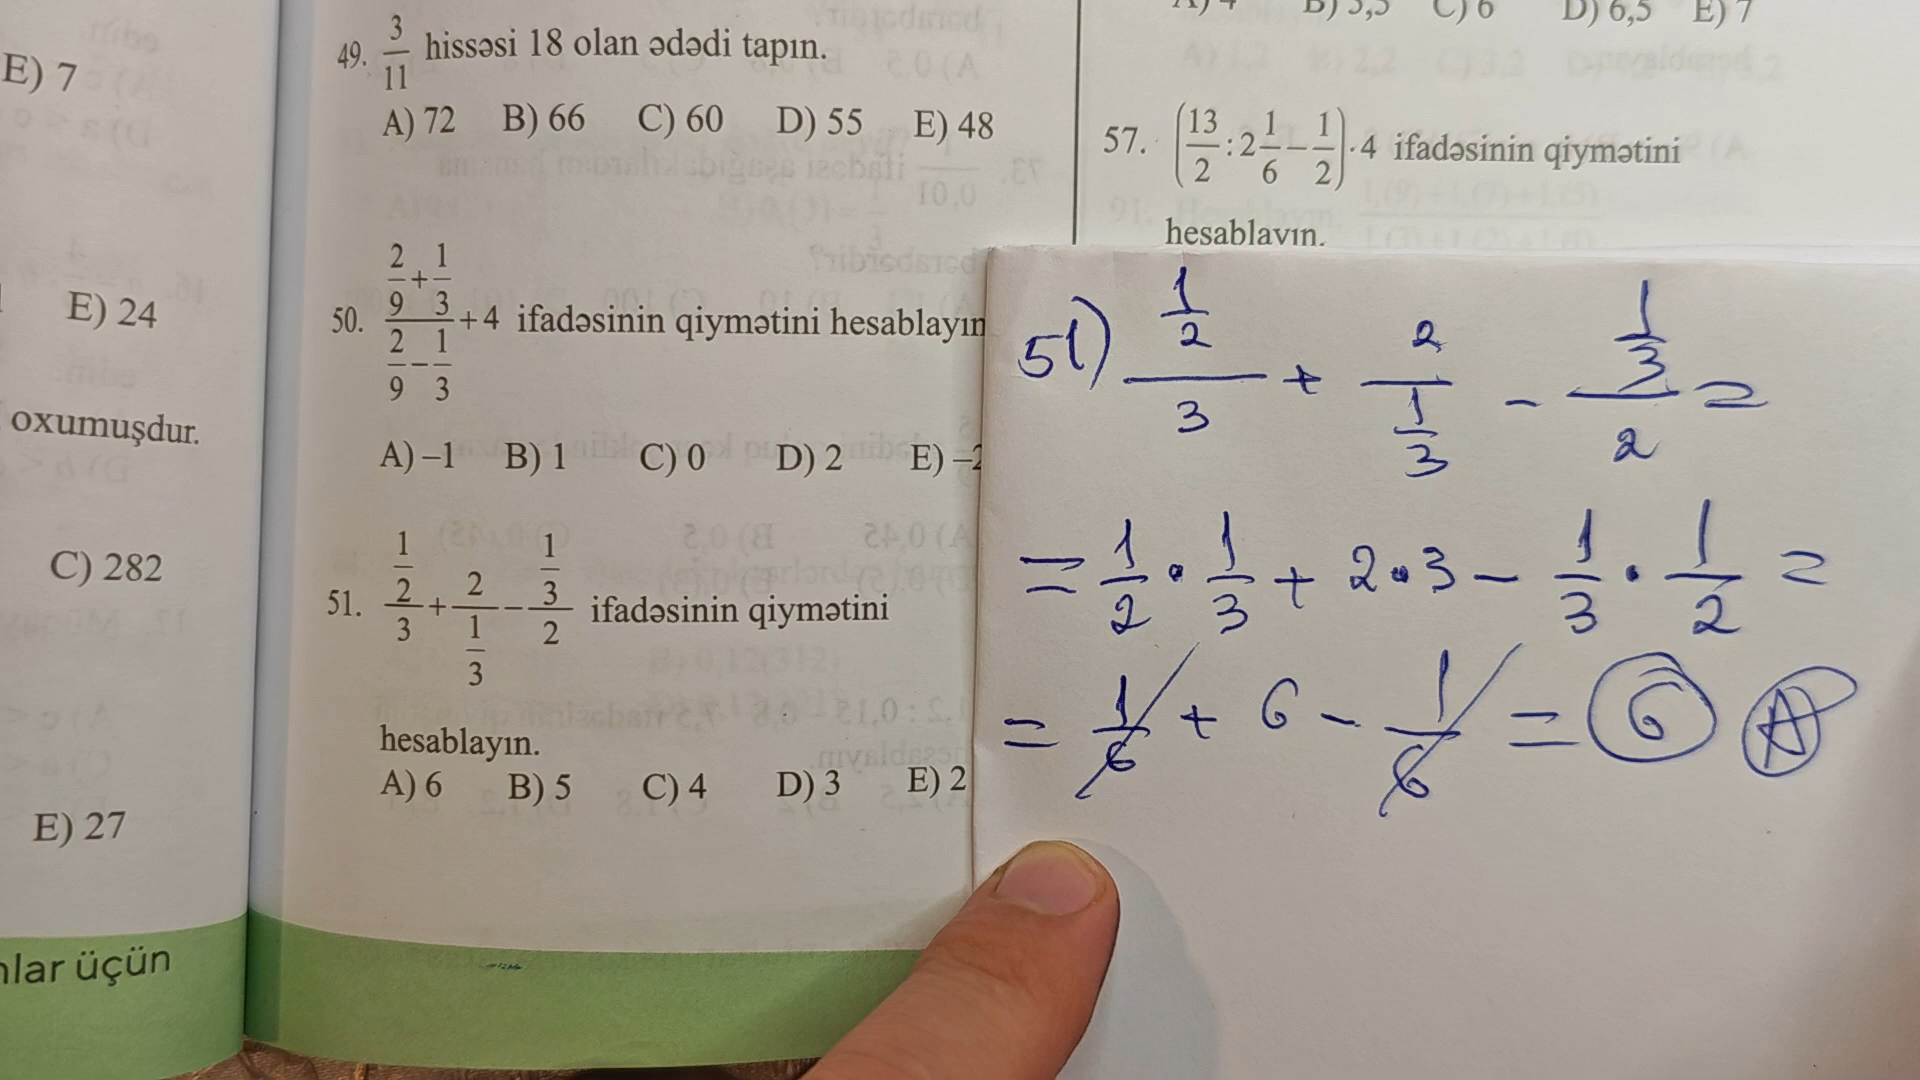 E) 7
E) 24
oxumuşdur.
C) 282
E) 27
lar üçün
49. 3/11 hissəsi 18 olan ədədi tapın.
A) 72 B) 66 C) 60 D) 55 E) 48
50. (2/9 + 1/3)/(2/9 − 1/3) + 4 ifadəsinin qiymətini hesablayın
A) −1 B) 1 C) 0 D) 2 E) −2
51. (1/2)/3 + 2/(1/3) − (1/3)/2 ifadəsinin qiymətini
hesablayın.
A) 6 B) 5 C) 4 D) 3 E) 2
A) 4 B) 5,5 C) 6 D) 6,5 E) 7
57. (13/2 : 2 1/6 − 1/2) · 4 ifadəsinin qiymətini
hesablayın.
51) (1/2)/3 + 2/(1/3) − (1/3)/2 =
= 1/2 · 1/3 + 2 · 3 − 1/3 · 1/2 =
= 1/6 + 6 − 1/6 = 6 A